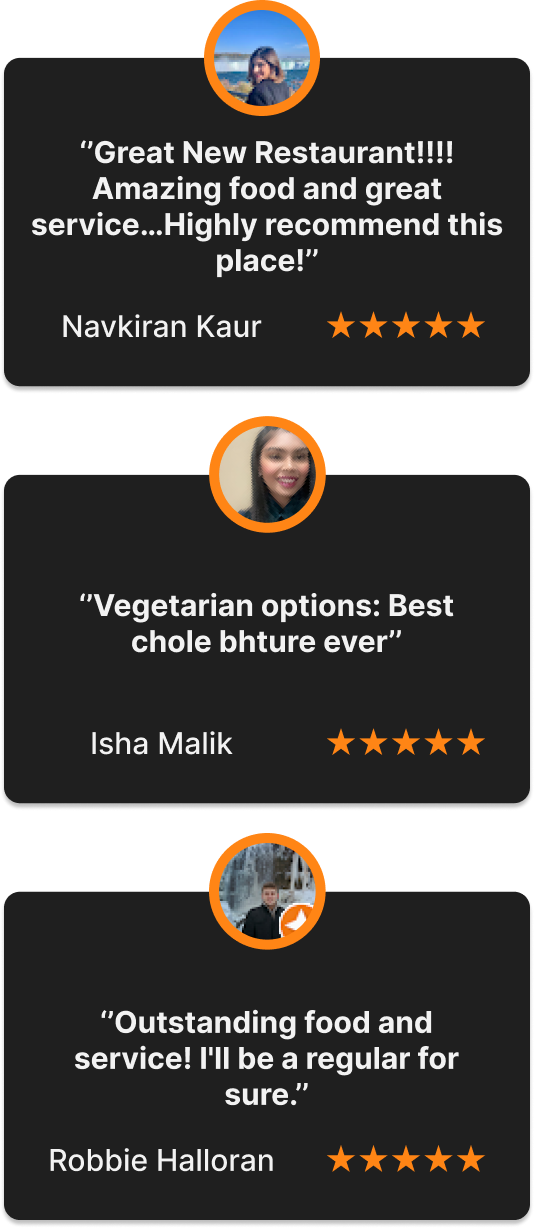 ‘’Great New Restaurant!!!!
Amazing food and great
service...Highly recommend this
place!’’
Navkiran Kaur ★★★★★
‘’Vegetarian options: Best
chole bhture ever’’
Isha Malik ★★★★★
‘’Outstanding food and
service! I'll be a regular for
sure.’’
Robbie Halloran ★★★★★